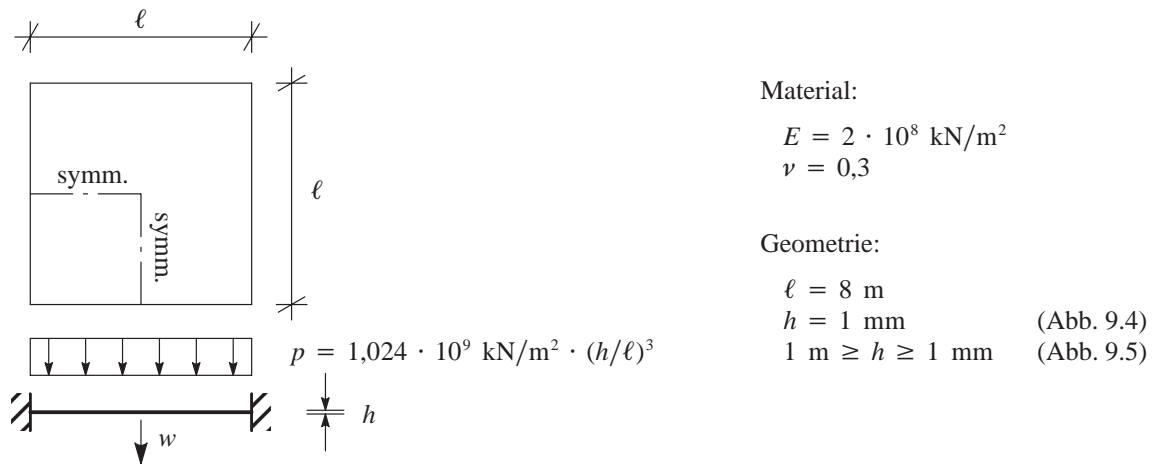 ℓ
symm.
symm.
ℓ
p = 1,024 · 10⁹ kN/m² · (h/ℓ)³
h
w
Material:
E = 2 · 10⁸ kN/m²
ν = 0,3
Geometrie:
ℓ = 8 m
h = 1 mm (Abb. 9.4)
1 m ≥ h ≥ 1 mm (Abb. 9.5)